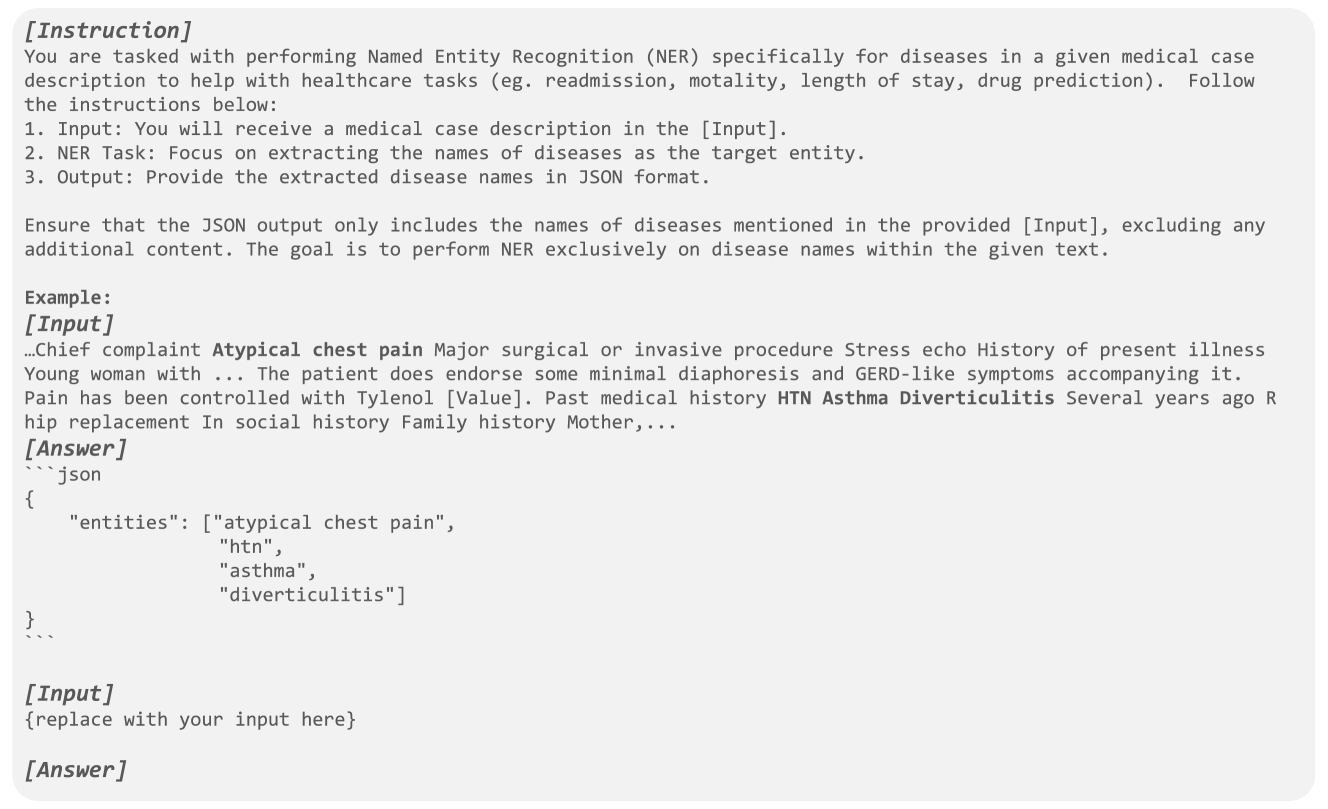 [Instruction]
You are tasked with performing Named Entity Recognition (NER) specifically for diseases in a given medical case
description to help with healthcare tasks (eg. readmission, motality, length of stay, drug prediction).  Follow
the instructions below:
1. Input: You will receive a medical case description in the [Input].
2. NER Task: Focus on extracting the names of diseases as the target entity.
3. Output: Provide the extracted disease names in JSON format.
Ensure that the JSON output only includes the names of diseases mentioned in the provided [Input], excluding any
additional content. The goal is to perform NER exclusively on disease names within the given text.
Example:
[Input]
…Chief complaint Atypical chest pain Major surgical or invasive procedure Stress echo History of present illness
Young woman with ... The patient does endorse some minimal diaphoresis and GERD-like symptoms accompanying it.
Pain has been controlled with Tylenol [Value]. Past medical history HTN Asthma Diverticulitis Several years ago R
hip replacement In social history Family history Mother,...
[Answer]
```json
{
    "entities": ["atypical chest pain",
                 "htn",
                 "asthma",
                 "diverticulitis"]
}
```
[Input]
{replace with your input here}
[Answer]